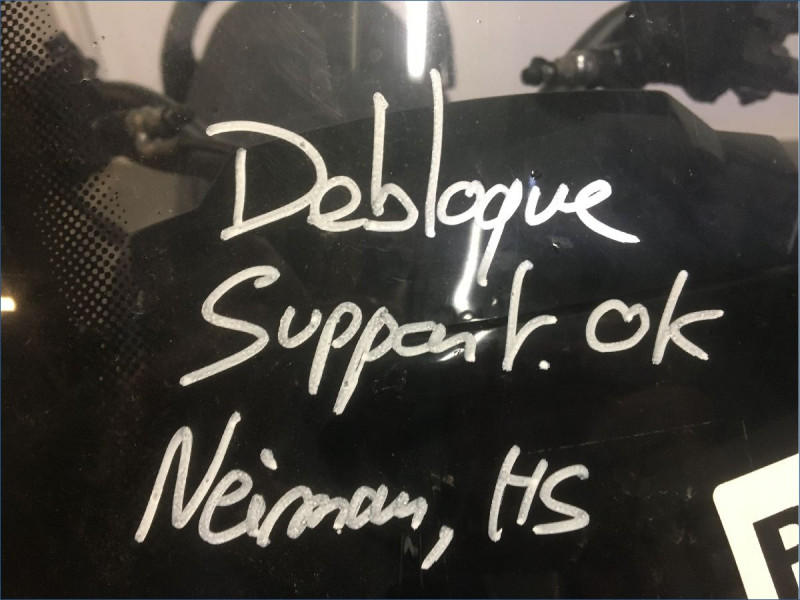 Debloque
Support. ok
Neiman, HS